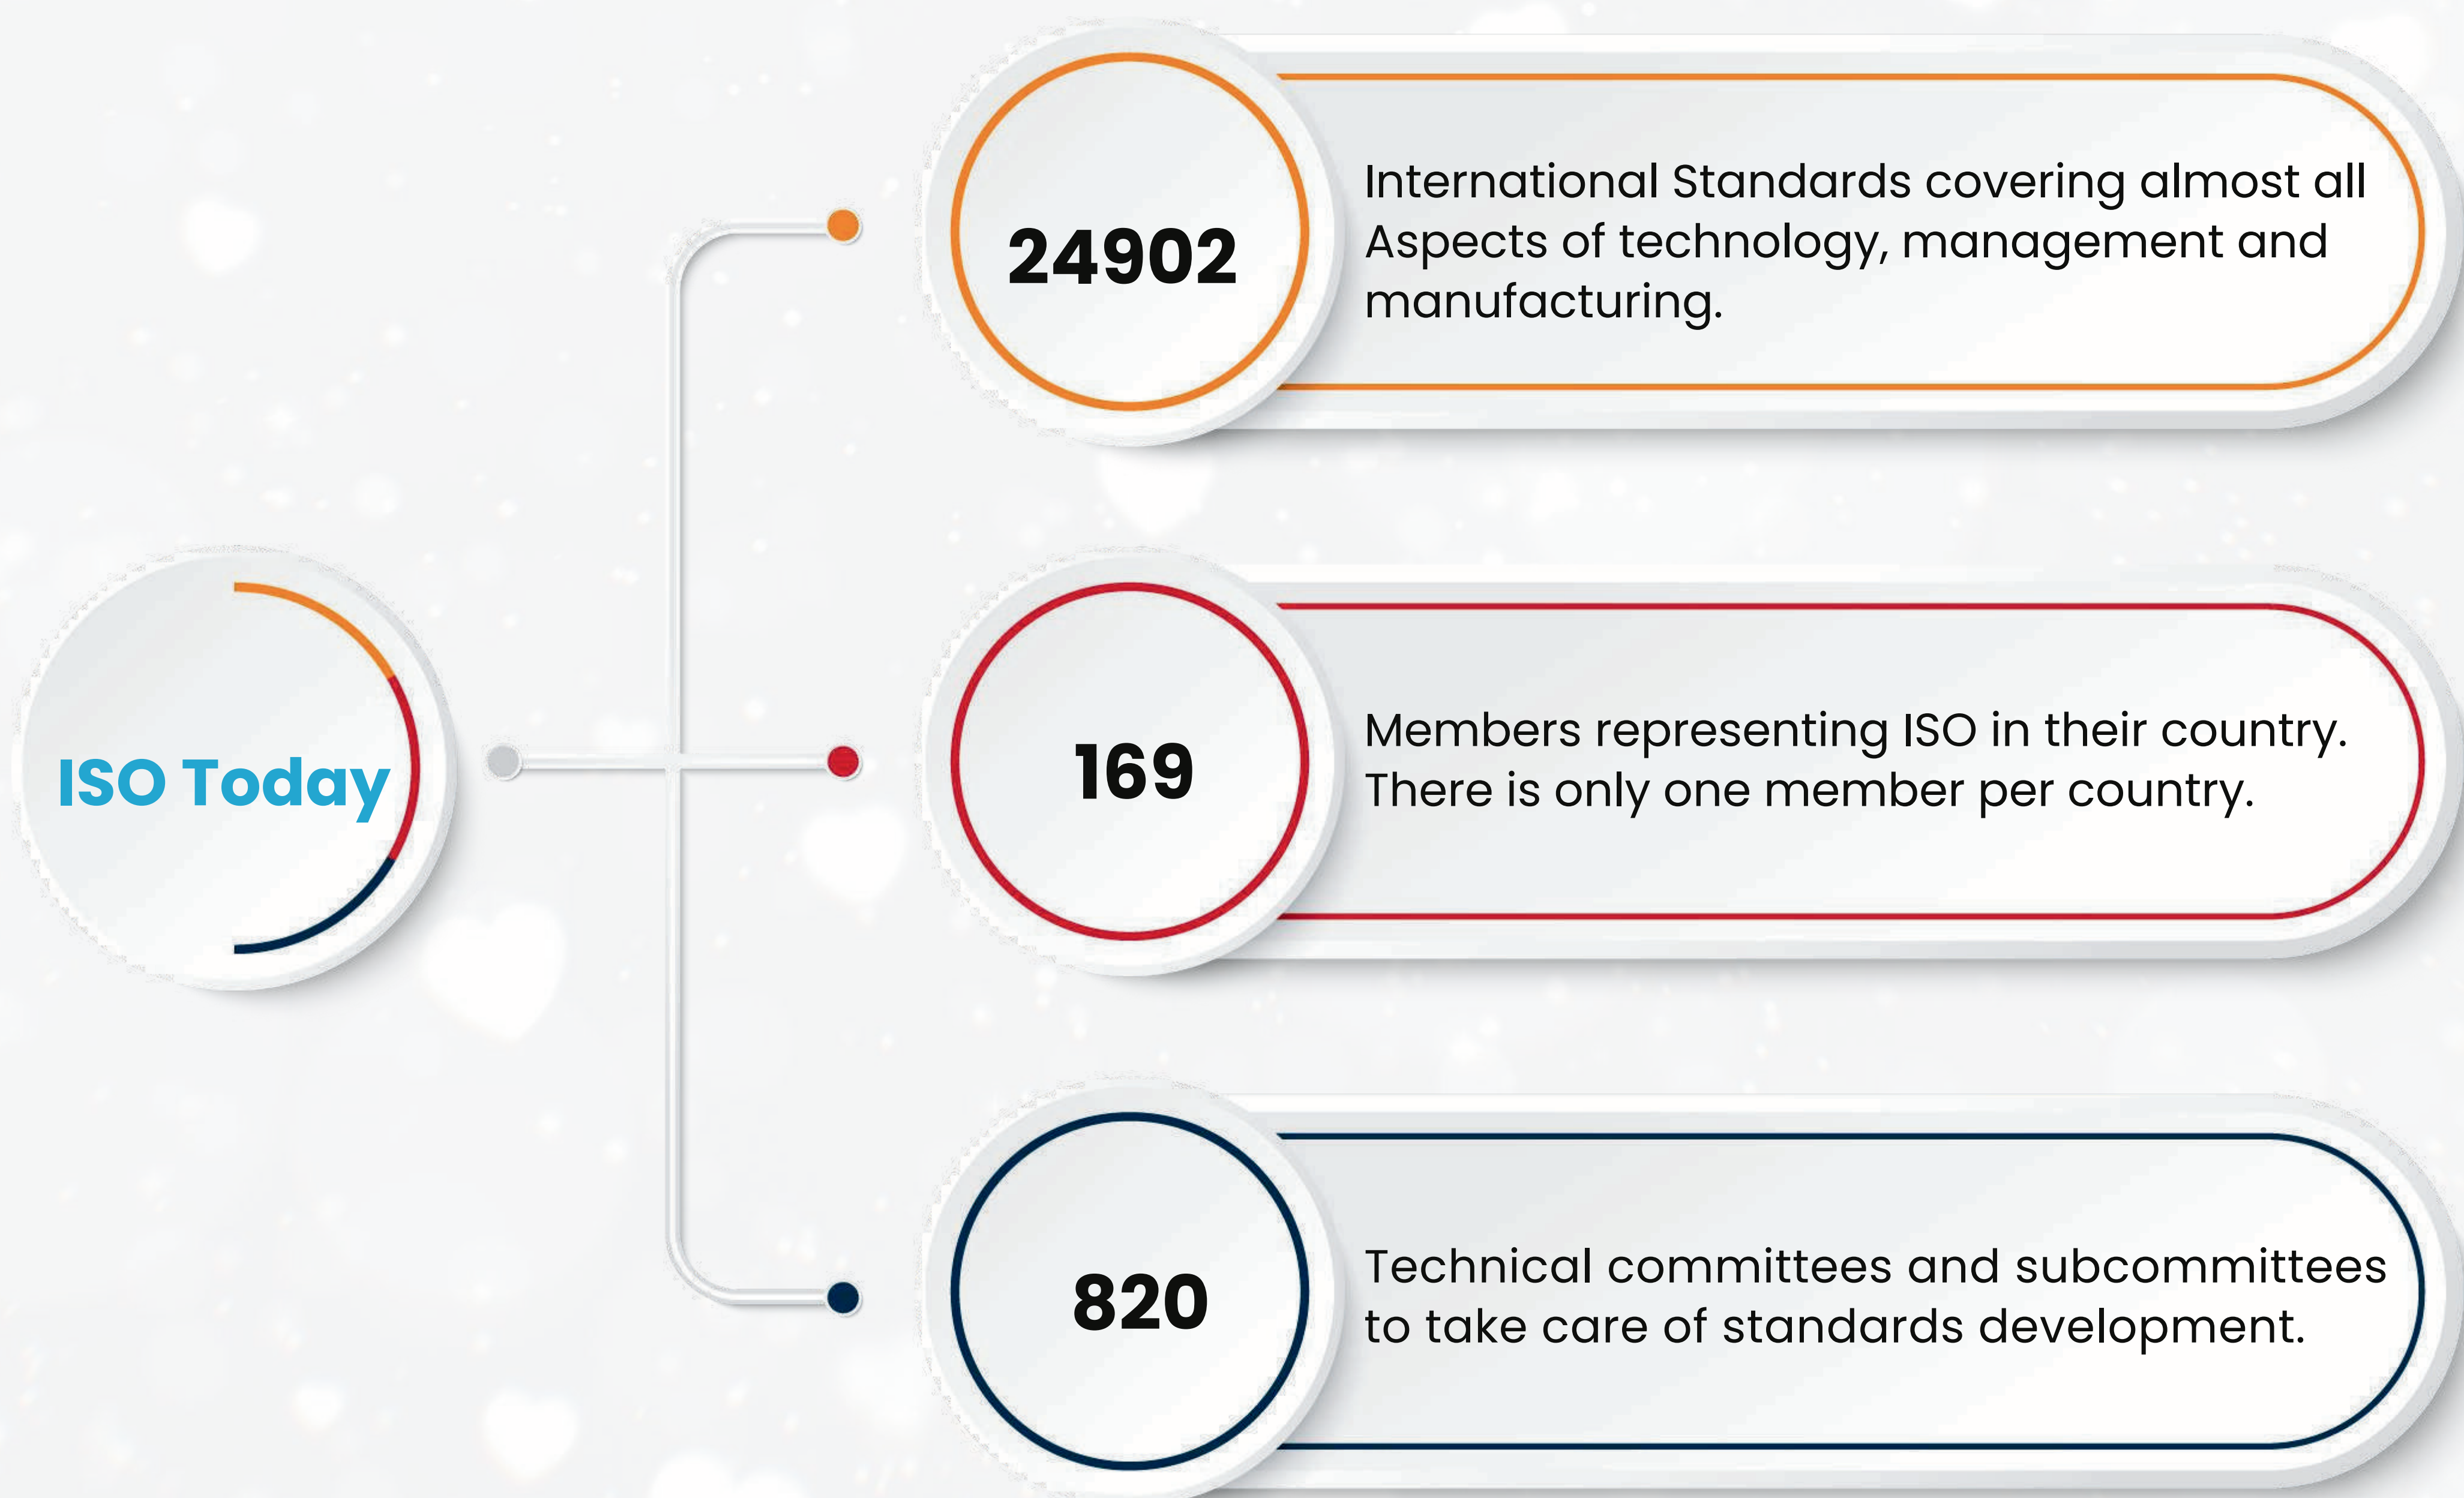 ISO Today
24902
International Standards covering almost all
Aspects of technology, management and
manufacturing.
169
Members representing ISO in their country.
There is only one member per country.
820
Technical committees and subcommittees
to take care of standards development.